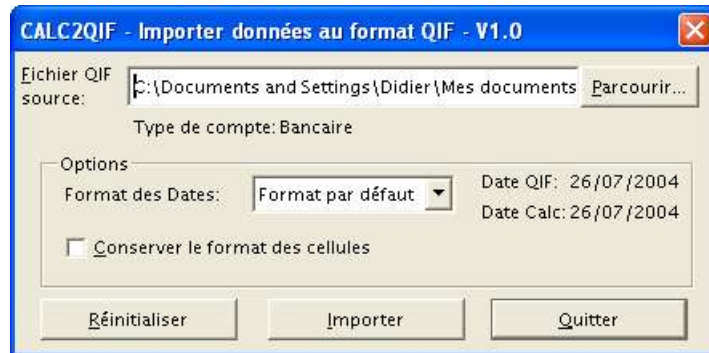 CALC2QIF - Importer données au format QIF - V1.0
Fichier QIF source:
C:\Documents and Settings\Didier\Mes documents
Parcourir...
Type de compte: Bancaire
Options
Format des Dates:
Format par défaut
Date QIF: 26/07/2004
Date Calc: 26/07/2004
Conserver le format des cellules
Réinitialiser
Importer
Quitter